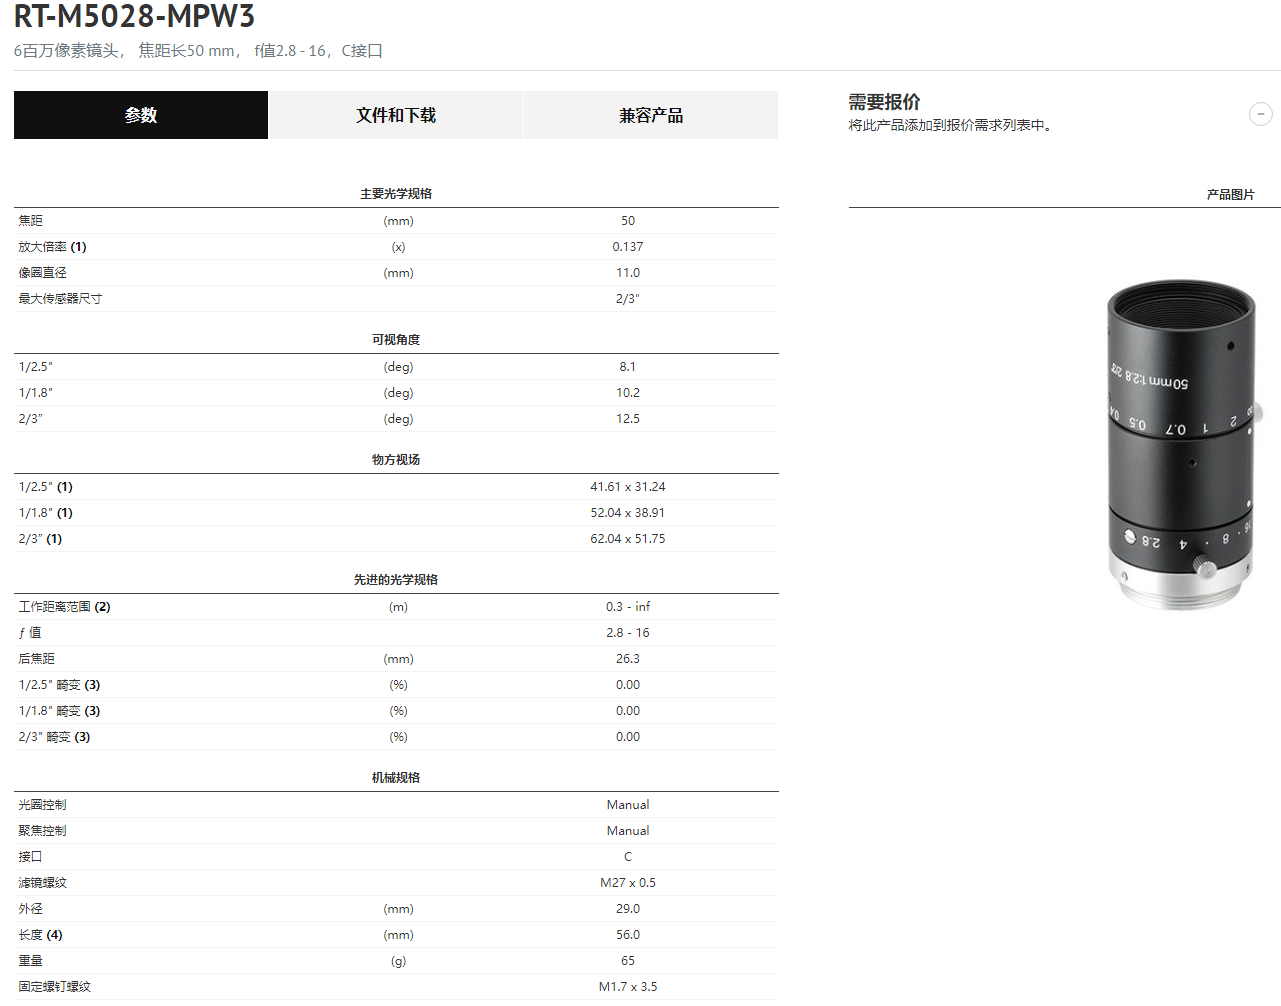 RT-M5028-MPW3
6百万像素镜头， 焦距长50 mm， f值2.8 - 16，C接口
参数 文件和下载 兼容产品
需要报价
将此产品添加到报价需求列表中。
主要光学规格
焦距 (mm) 50
放大倍率 (1) (x) 0.137
像圈直径 (mm) 11.0
最大传感器尺寸 2/3″
可视角度
1/2.5" (deg) 8.1
1/1.8" (deg) 10.2
2/3″ (deg) 12.5
物方视场
1/2.5" (1) 41.61 x 31.24
1/1.8" (1) 52.04 x 38.91
2/3″ (1) 62.04 x 51.75
先进的光学规格
工作距离范围 (2) (m) 0.3 - inf
ƒ 值 2.8 - 16
后焦距 (mm) 26.3
1/2.5" 畸变 (3) (%) 0.00
1/1.8" 畸变 (3) (%) 0.00
2/3″ 畸变 (3) (%) 0.00
机械规格
光圈控制 Manual
聚焦控制 Manual
接口 C
滤镜螺纹 M27 x 0.5
外径 (mm) 29.0
长度 (4) (mm) 56.0
重量 (g) 65
固定螺钉螺纹 M1.7 x 3.5
产品图片
50mm 1:2.8 2/3"
∞ 2 1 0.7 0.5 0.4
16 · 8 · 4 2.8